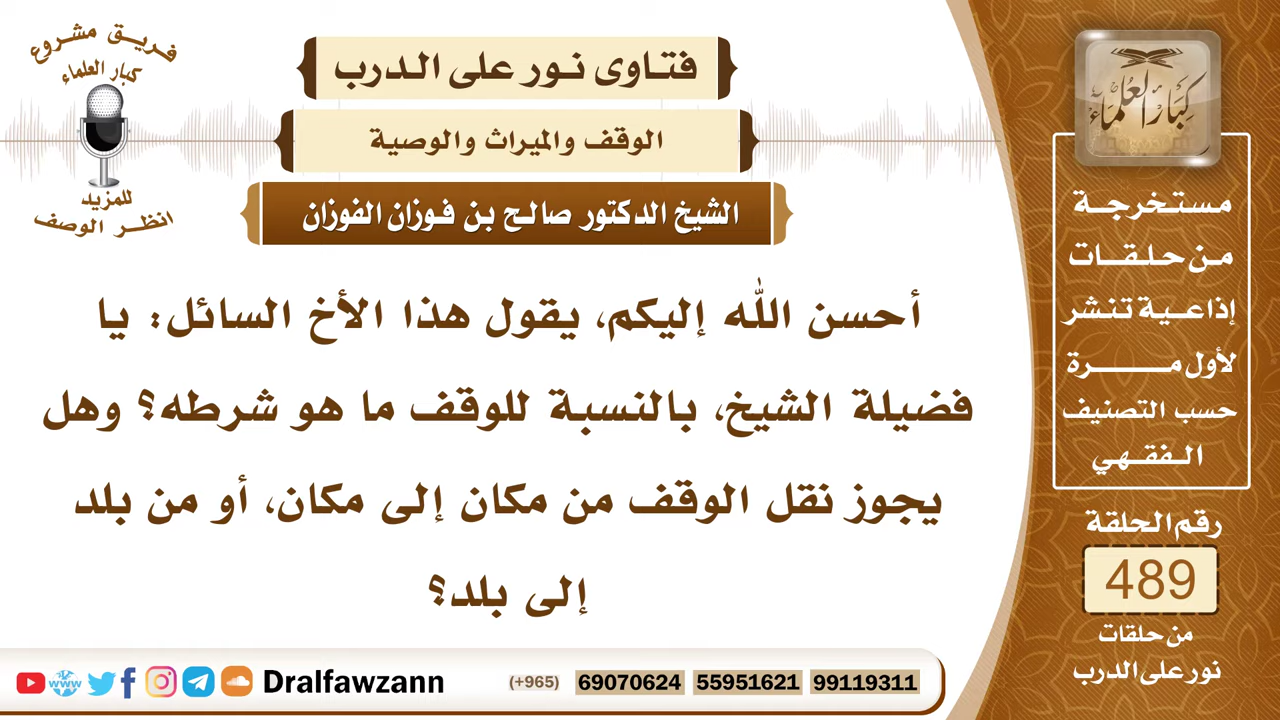 فريق مشروع
كبار العلماء
للمزيد
انظر الوصف
فتاوى نور على الدرب
الوقف والميراث والوصية
الشيخ الدكتور صالح بن فوزان الفوزان
أحسن الله إليكم، يقول هذا الأخ السائل: يا
فضيلة الشيخ، بالنسبة للوقف ما هو شرطه؟ وهل
يجوز نقل الوقف من مكان إلى مكان، أو من بلد
إلى بلد؟
كبار العلماء
مستخرجة
من حلقات
إذاعية تنشر
لأول مرة
حسب التصنيف
الفقهي
رقم الحلقة
489
من حلقات
نور على الدرب
www Dralfawzann (+965) 69070624 55951621 99119311